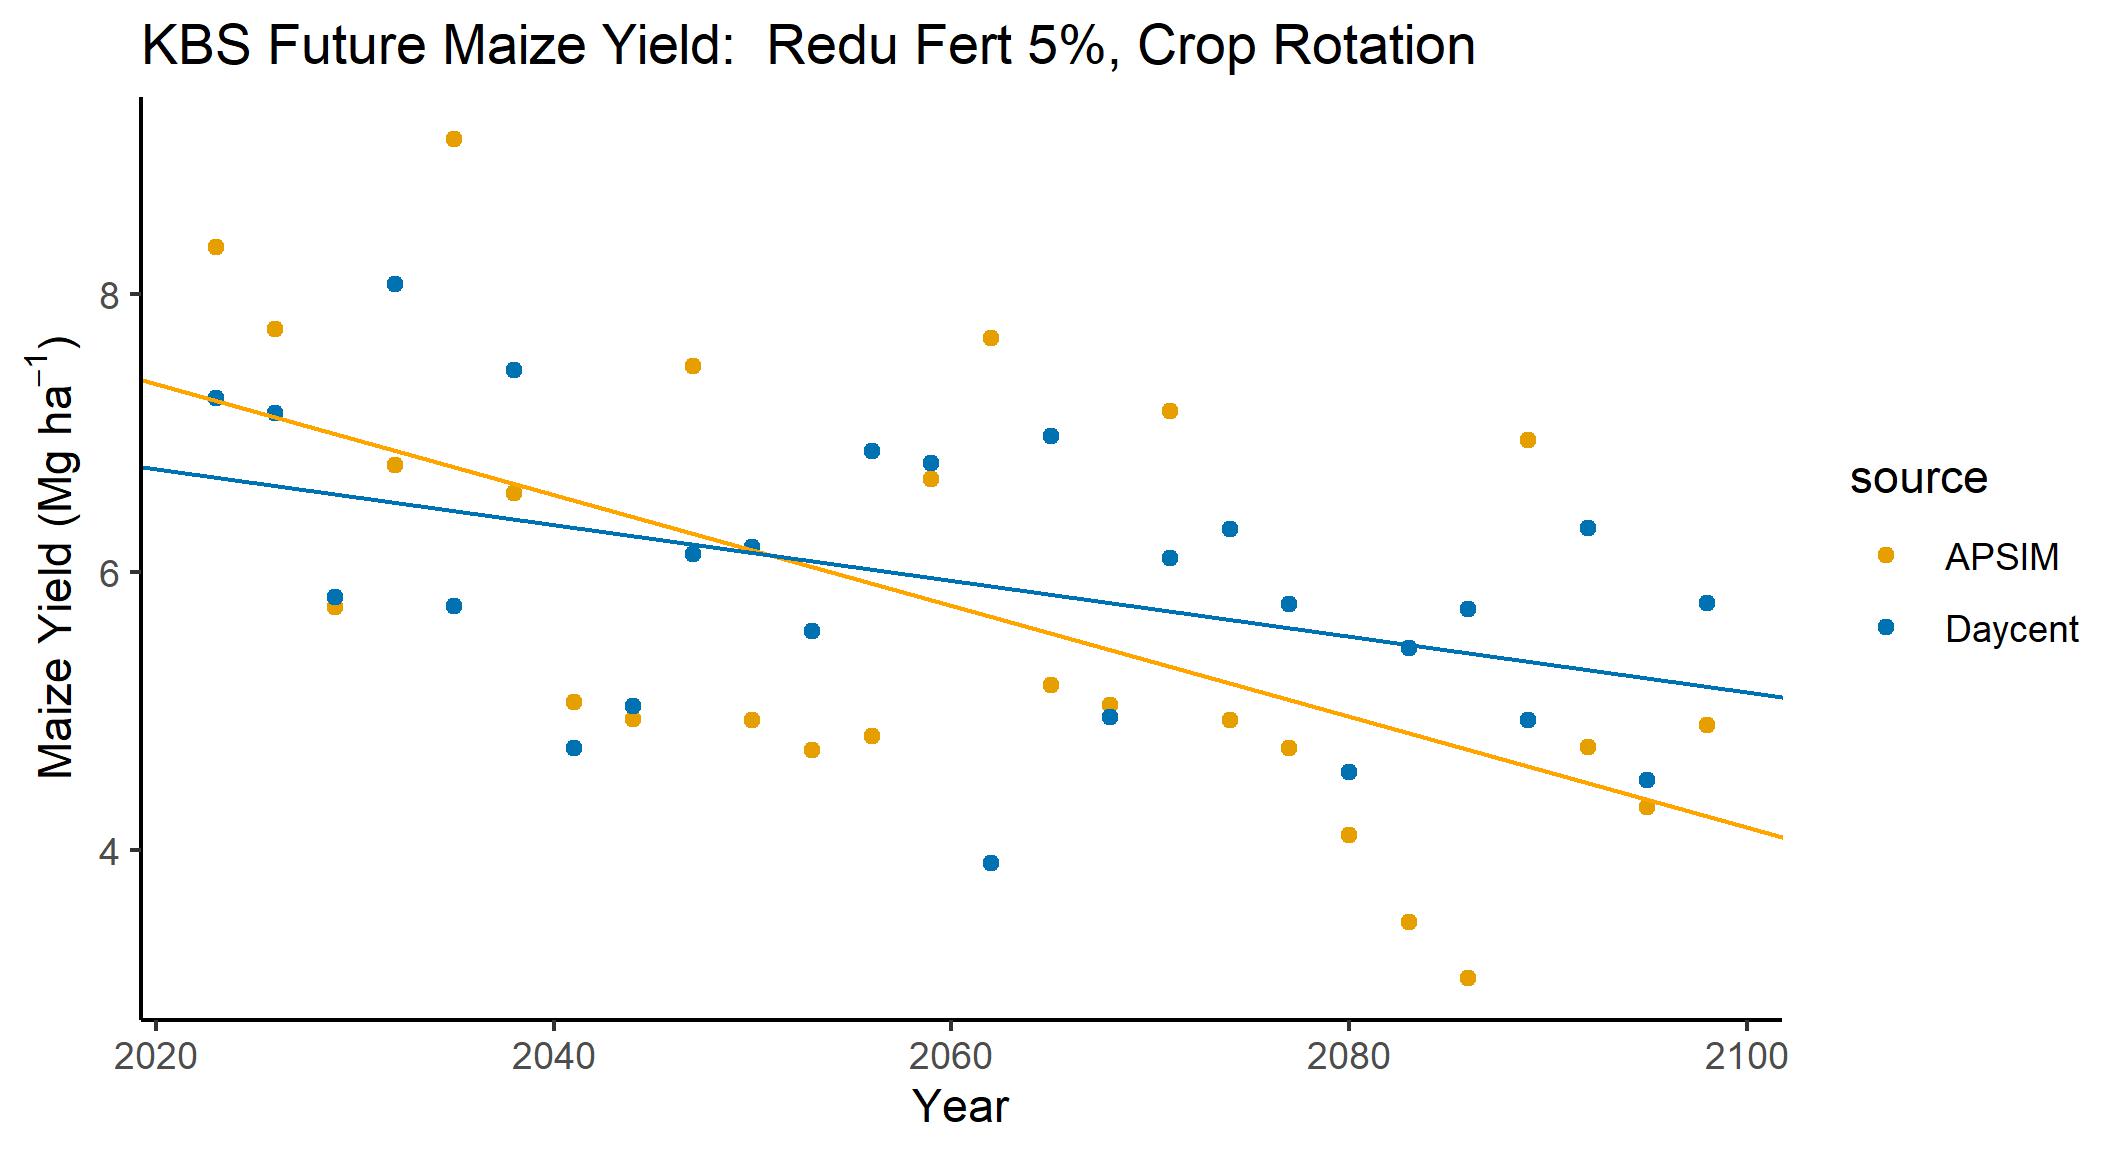 KBS Future Maize Yield:  Redu Fert 5%, Crop Rotation
Maize Yield (Mg ha⁻¹)
8
6
4
2020 2040 2060 2080 2100
Year
source
APSIM
Daycent